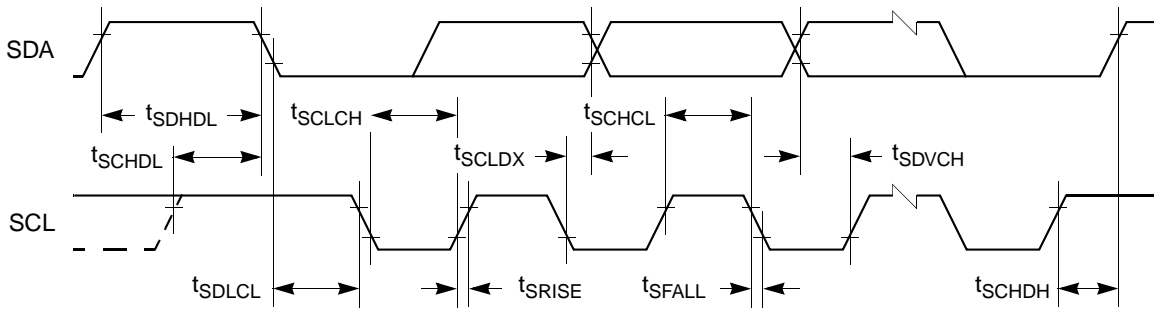 SDA
tSDHDL
tSCLCH
tSCHCL
tSCHDL
tSCLDX
tSDVCH
SCL
tSDLCL
tSRISE
tSFALL
tSCHDH